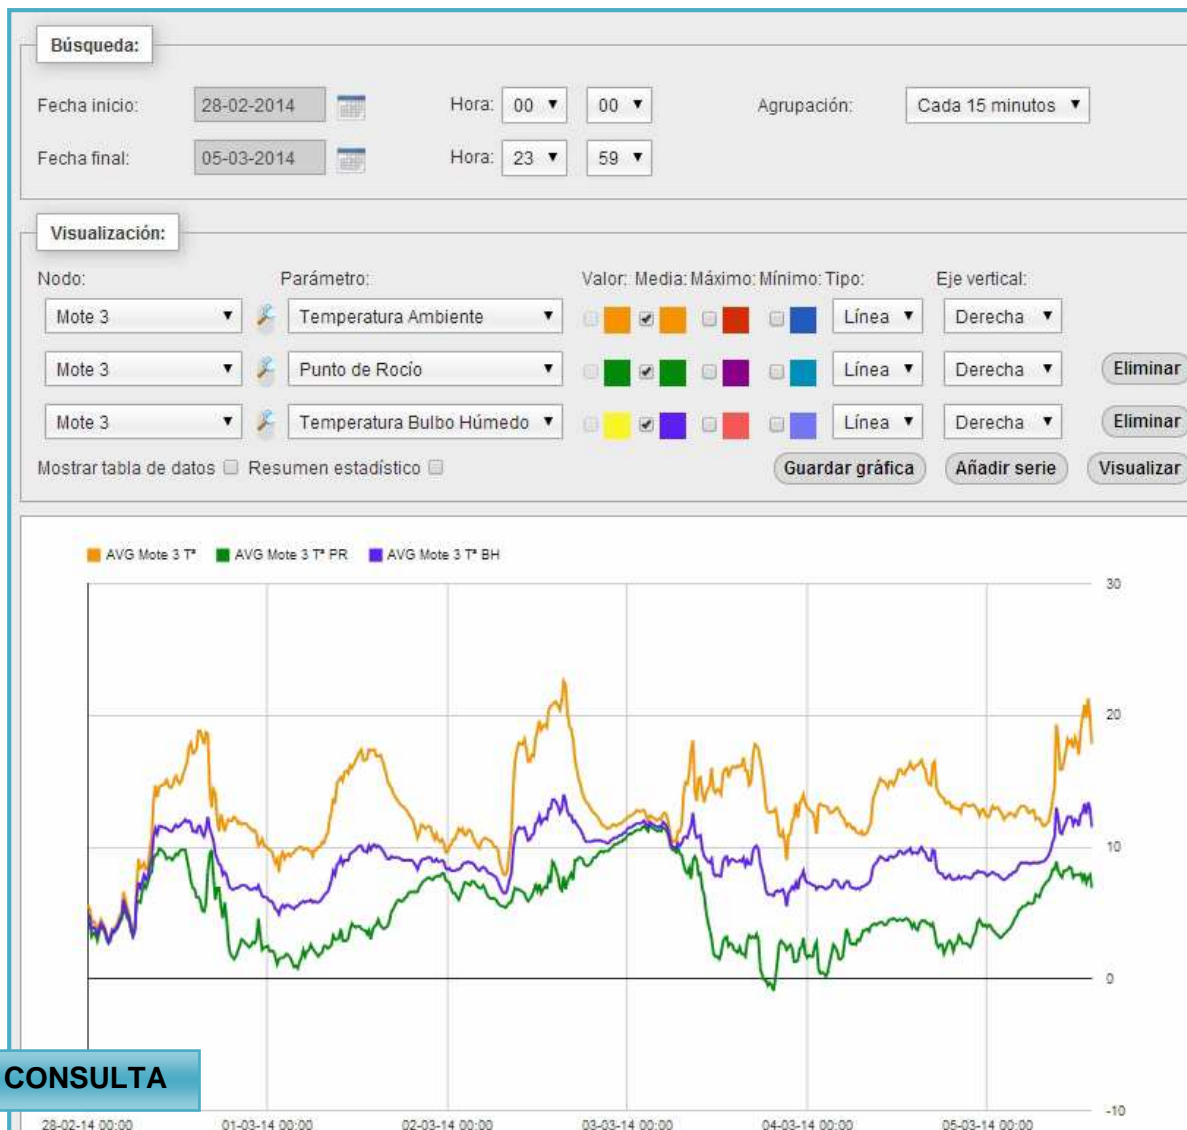 Búsqueda:
Fecha inicio: 28-02-2014 Hora: 00 00 Agrupación: Cada 15 minutos
Fecha final: 05-03-2014 Hora: 23 59
Visualización:
Nodo: Parámetro: Valor: Media: Máximo: Mínimo: Tipo: Eje vertical:
Mote 3 Temperatura Ambiente Línea Derecha
Mote 3 Punto de Rocío Línea Derecha Eliminar
Mote 3 Temperatura Bulbo Húmedo Línea Derecha Eliminar
Mostrar tabla de datos Resumen estadístico Guardar gráfica Añadir serie Visualizar
AVG Mote 3 Tª AVG Mote 3 Tª PR AVG Mote 3 Tª BH
30
20
10
0
CONSULTA
-10
28-02-14 00:00 01-03-14 00:00 02-03-14 00:00 03-03-14 00:00 04-03-14 00:00 05-03-14 00:00